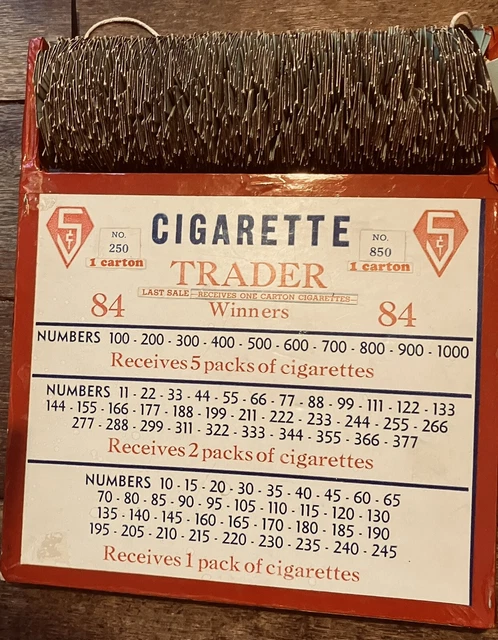 5¢
NO. 250
1 carton
CIGARETTE
NO. 850
1 carton
5¢
TRADER
LAST SALE—RECEIVES ONE CARTON CIGARETTES—
84
Winners
84
NUMBERS 100 - 200 - 300 - 400 - 500 - 600 - 700 - 800 - 900 - 1000
Receives 5 packs of cigarettes
NUMBERS 11 - 22 - 33 - 44 - 55 - 66 - 77 - 88 - 99 - 111 - 122 - 133
144 - 155 - 166 - 177 - 188 - 199 - 211 - 222 - 233 - 244 - 255 - 266
277 - 288 - 299 - 311 - 322 - 333 - 344 - 355 - 366 - 377
Receives 2 packs of cigarettes
NUMBERS 10 - 15 - 20 - 30 - 35 - 40 - 45 - 60 - 65
70 - 80 - 85 - 90 - 95 - 105 - 110 - 115 - 120 - 130
135 - 140 - 145 - 160 - 165 - 170 - 180 - 185 - 190
195 - 205 - 210 - 215 - 220 - 230 - 235 - 240 - 245
Receives 1 pack of cigarettes